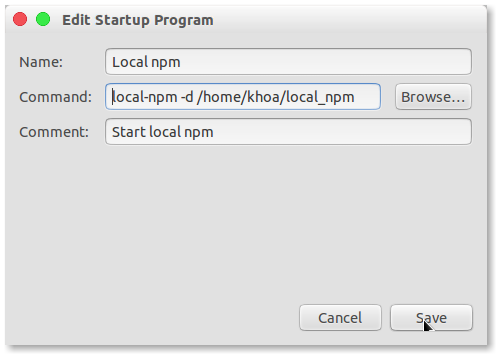 Edit Startup Program
Name: Local npm
Command: local-npm -d /home/khoa/local_npm Browse...
Comment: Start local npm
Cancel Save